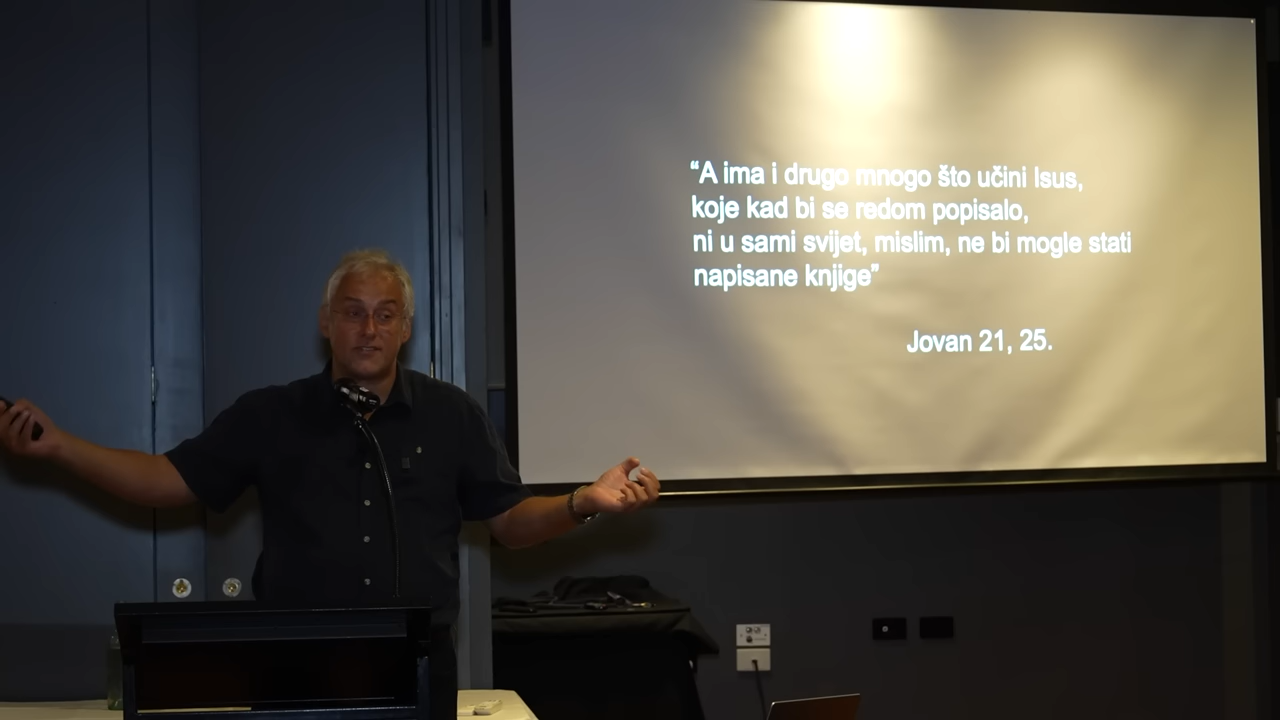 “A ima i drugo mnogo što učini Isus,
koje kad bi se redom popisalo,
ni u sami svijet, mislim, ne bi mogle stati
napisane knjige”
Jovan 21, 25.